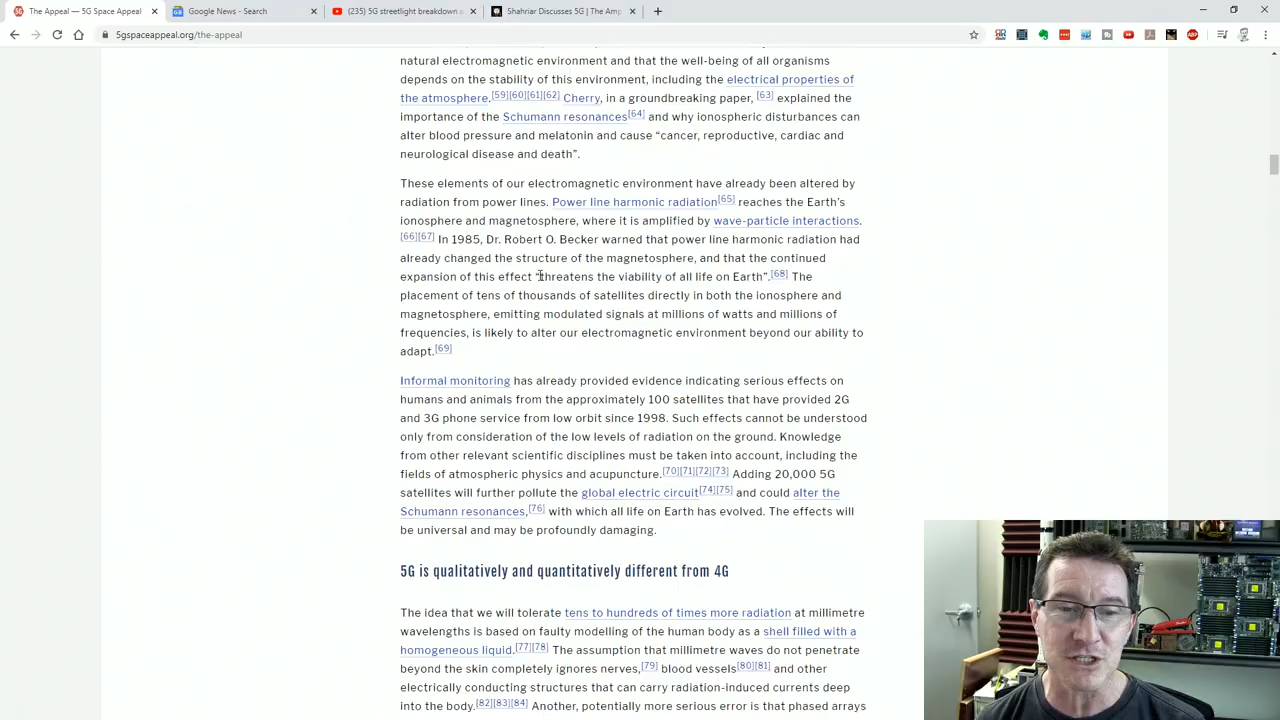 The Appeal — 5G Space Appeal
Google News - Search
(235) 5G streetlight breakdown a
Shahriar Discusses 5G | The Amp
5gspaceappeal.org/the-appeal
natural electromagnetic environment and that the well-being of all organisms
depends on the stability of this environment, including the electrical properties of
the atmosphere.[59][60][61][62] Cherry, in a groundbreaking paper, [63] explained the
importance of the Schumann resonances[64] and why ionospheric disturbances can
alter blood pressure and melatonin and cause “cancer, reproductive, cardiac and
neurological disease and death”.
These elements of our electromagnetic environment have already been altered by
radiation from power lines. Power line harmonic radiation[65] reaches the Earth’s
ionosphere and magnetosphere, where it is amplified by wave-particle interactions.
[66][67] In 1985, Dr. Robert O. Becker warned that power line harmonic radiation had
already changed the structure of the magnetosphere, and that the continued
expansion of this effect “threatens the viability of all life on Earth”.[68] The
placement of tens of thousands of satellites directly in both the ionosphere and
magnetosphere, emitting modulated signals at millions of watts and millions of
frequencies, is likely to alter our electromagnetic environment beyond our ability to
adapt.[69]
Informal monitoring has already provided evidence indicating serious effects on
humans and animals from the approximately 100 satellites that have provided 2G
and 3G phone service from low orbit since 1998. Such effects cannot be understood
only from consideration of the low levels of radiation on the ground. Knowledge
from other relevant scientific disciplines must be taken into account, including the
fields of atmospheric physics and acupuncture.[70][71][72][73] Adding 20,000 5G
satellites will further pollute the global electric circuit[74][75] and could alter the
Schumann resonances,[76] with which all life on Earth has evolved. The effects will
be universal and may be profoundly damaging.
5G is qualitatively and quantitatively different from 4G
The idea that we will tolerate tens to hundreds of times more radiation at millimetre
wavelengths is based on faulty modelling of the human body as a shell filled with a
homogenous liquid.[77][78] The assumption that millimetre waves do not penetrate
beyond the skin completely ignores nerves,[79] blood vessels[80][81] and other
electrically conducting structures that can carry radiation-induced currents deep
into the body.[82][83][84] Another, potentially more serious error is that phased arrays